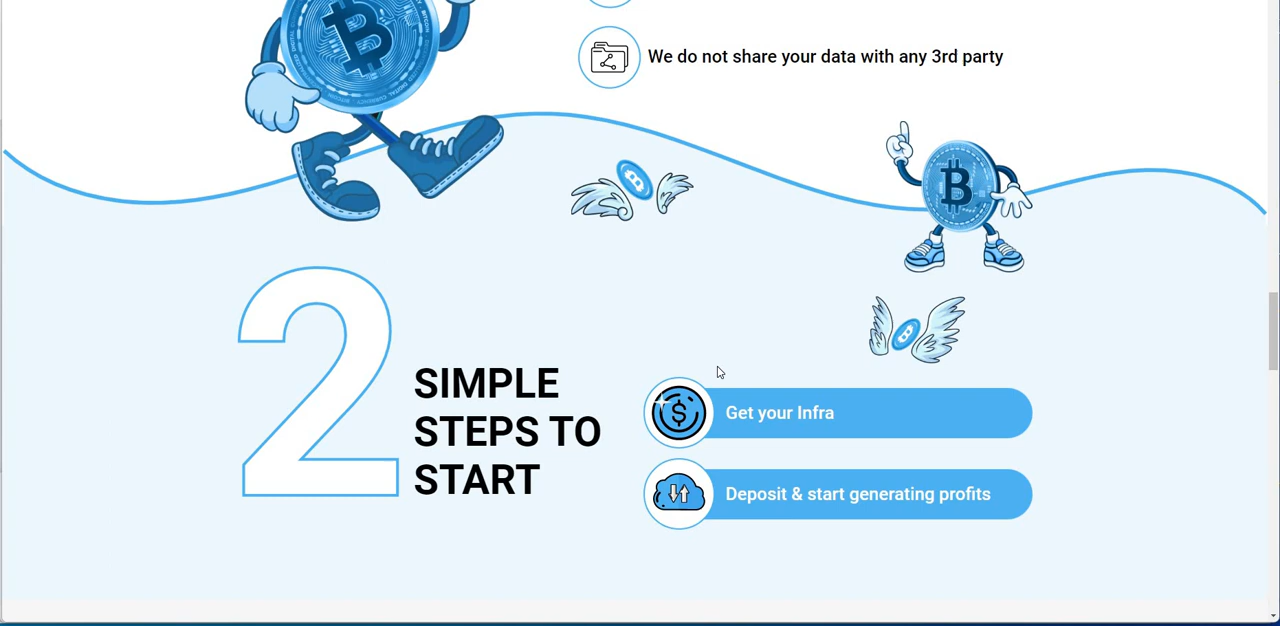 We do not share your data with any 3rd party
2
SIMPLE
STEPS TO
START
Get your Infra
Deposit & start generating profits